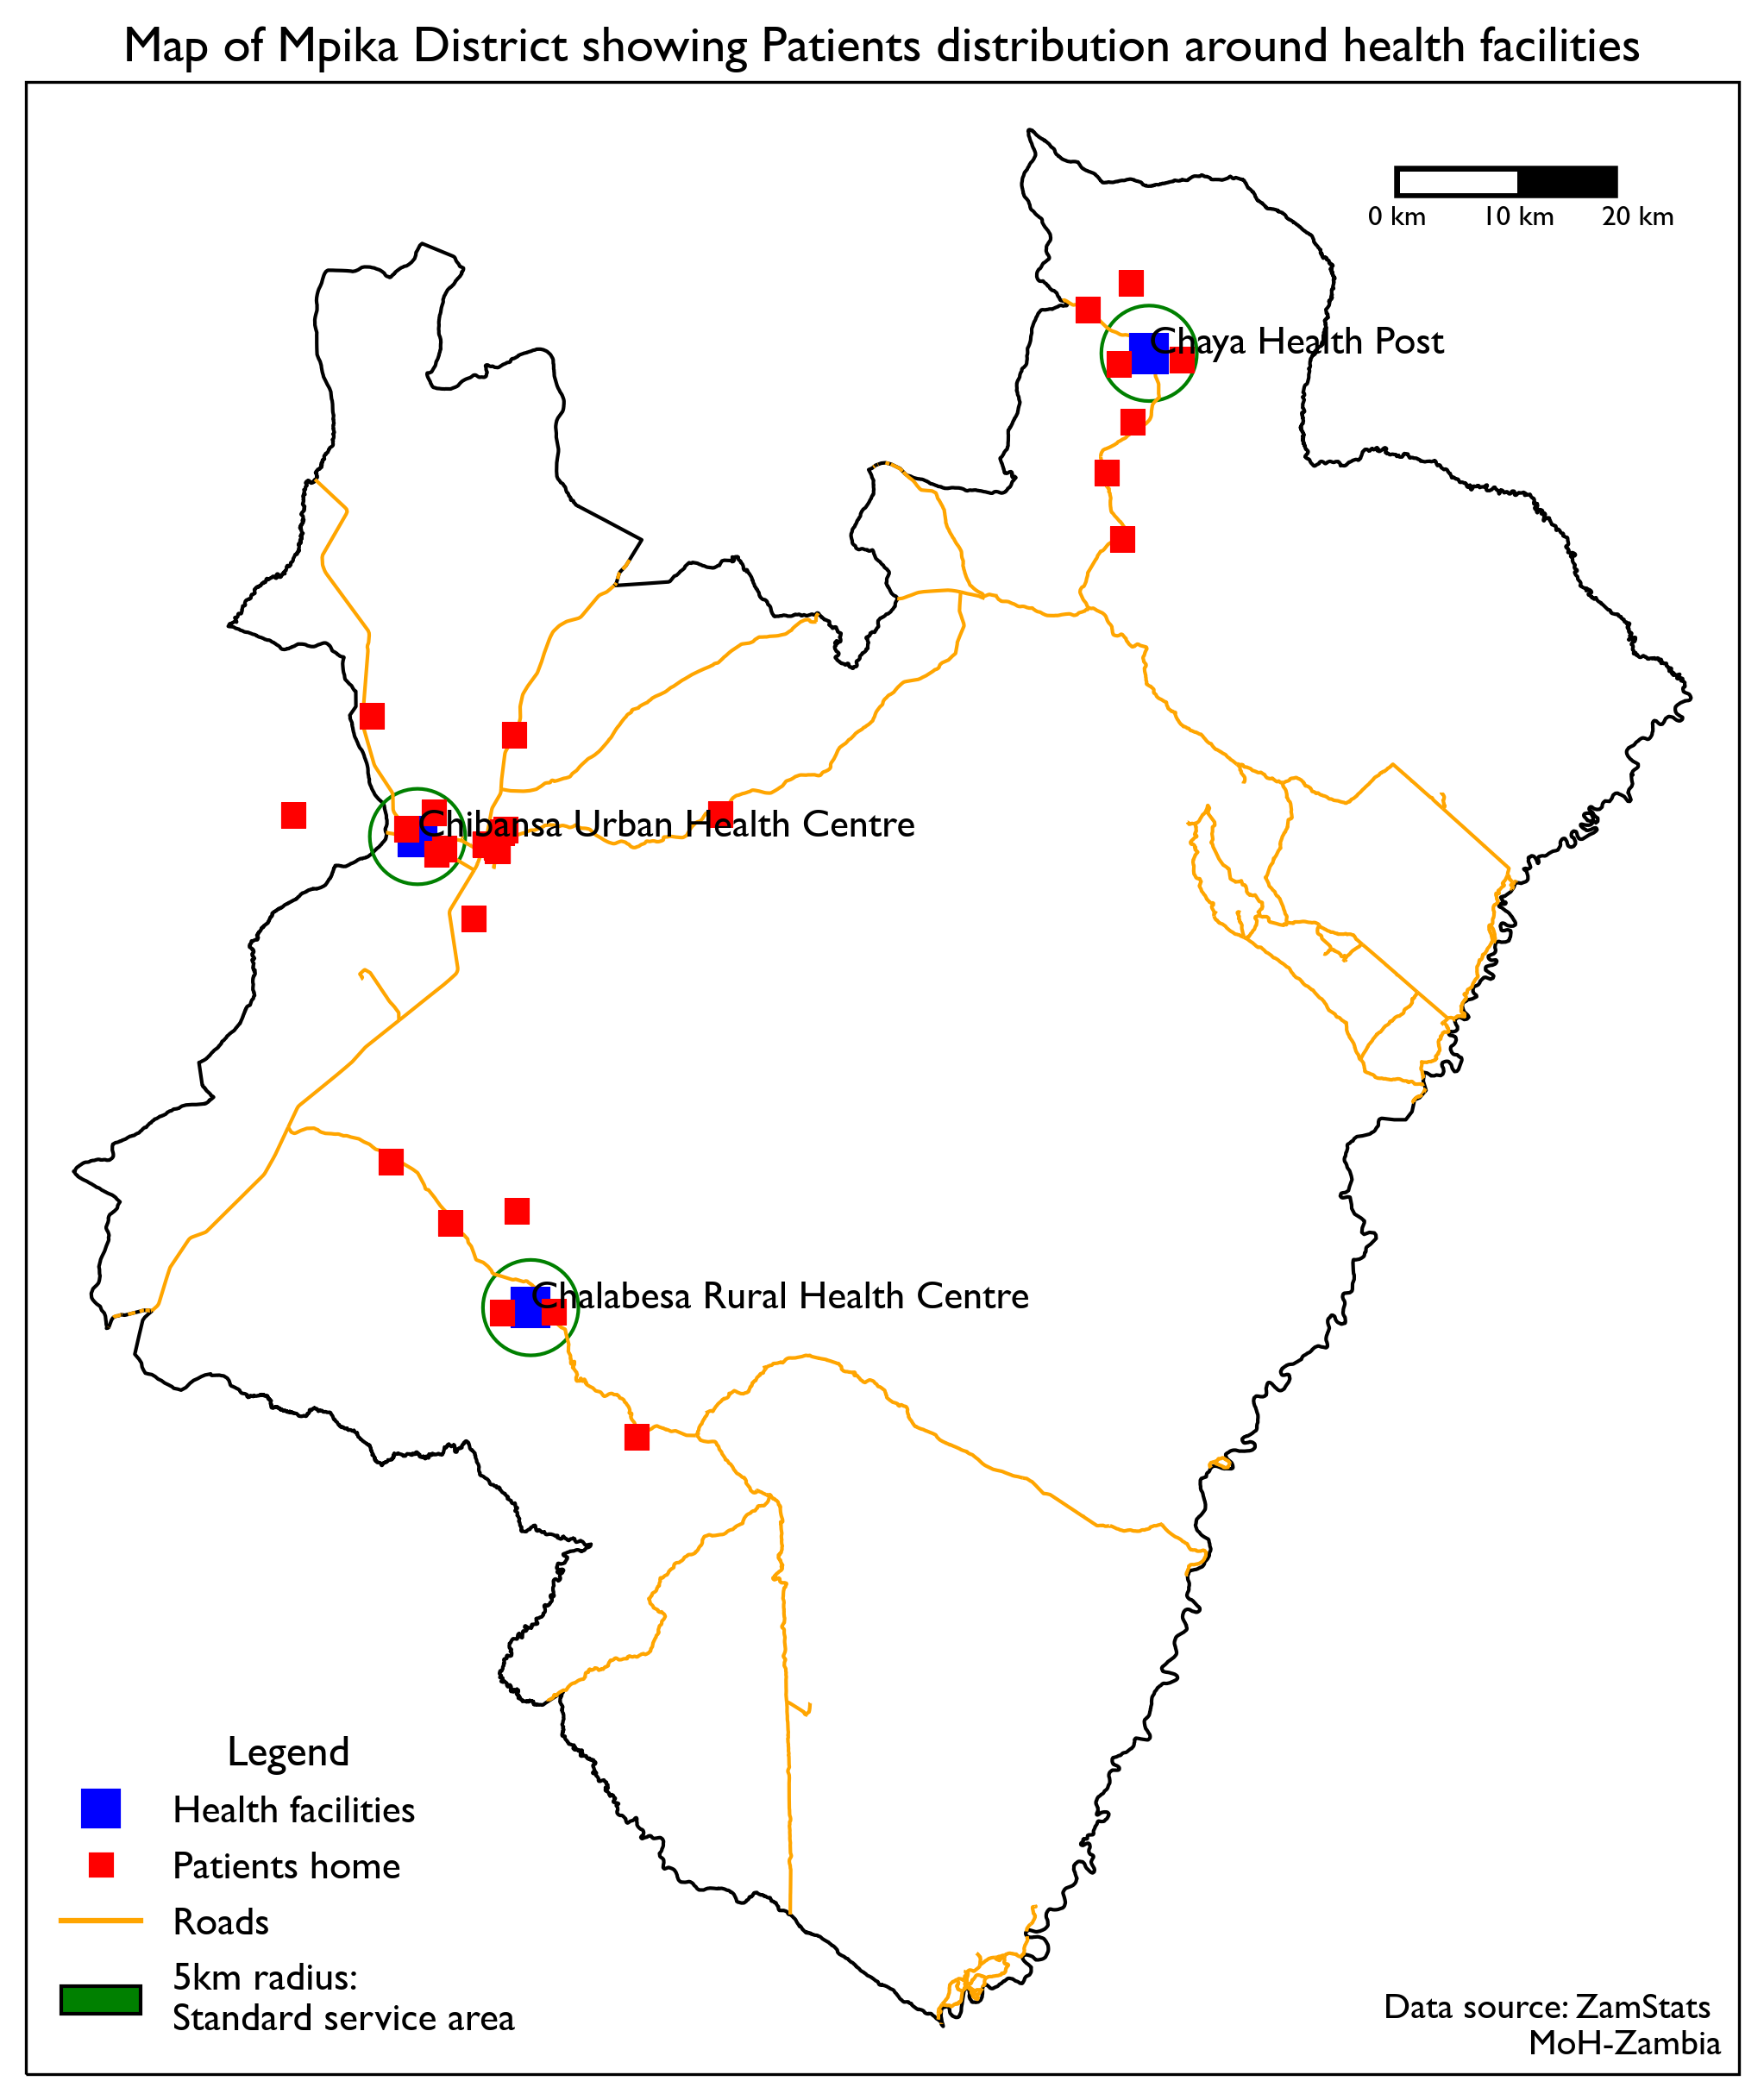 Map of Mpika District showing Patients distribution around health facilities
0 km 10 km 20 km
Chaya Health Post
Chibansa Urban Health Centre
Chalabesa Rural Health Centre
Legend
Health facilities
Patients home
Roads
5km radius:
Standard service area
Data source: ZamStats
MoH-Zambia